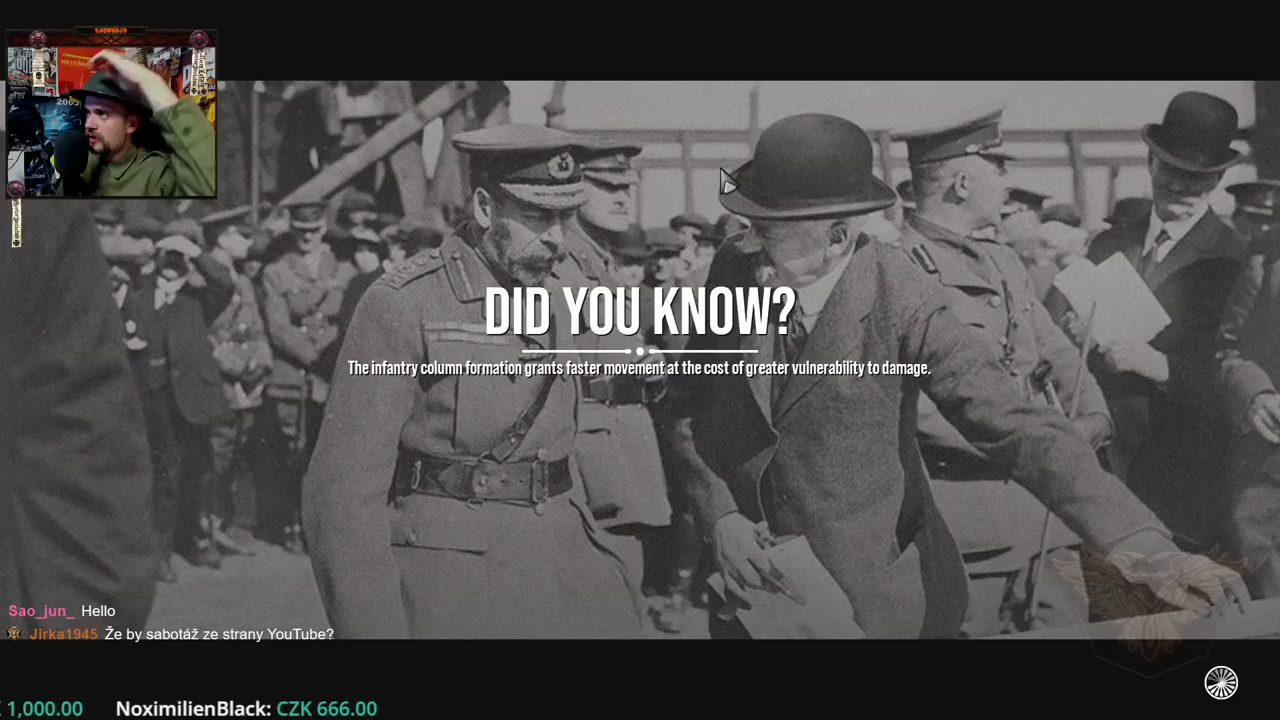 2005
DID YOU KNOW?
The infantry column formation grants faster movement at the cost of greater vulnerability to damage.
Sao_jun_ Hello
Jirka1945 Že by sabotáž ze strany YouTube?
1,000.00 NoximilienBlack: CZK 666.00